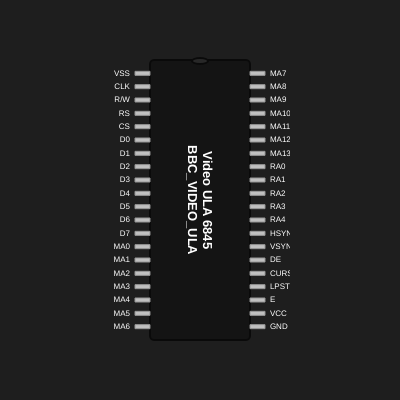 VSS
CLK
R/W
RS
CS
D0
D1
D2
D3
D4
D5
D6
D7
MA0
MA1
MA2
MA3
MA4
MA5
MA6
Video ULA 6845
BBC_VIDEO_ULA
MA7
MA8
MA9
MA10
MA11
MA12
MA13
RA0
RA1
RA2
RA3
RA4
HSYN
VSYN
DE
CURS
LPST
E
VCC
GND